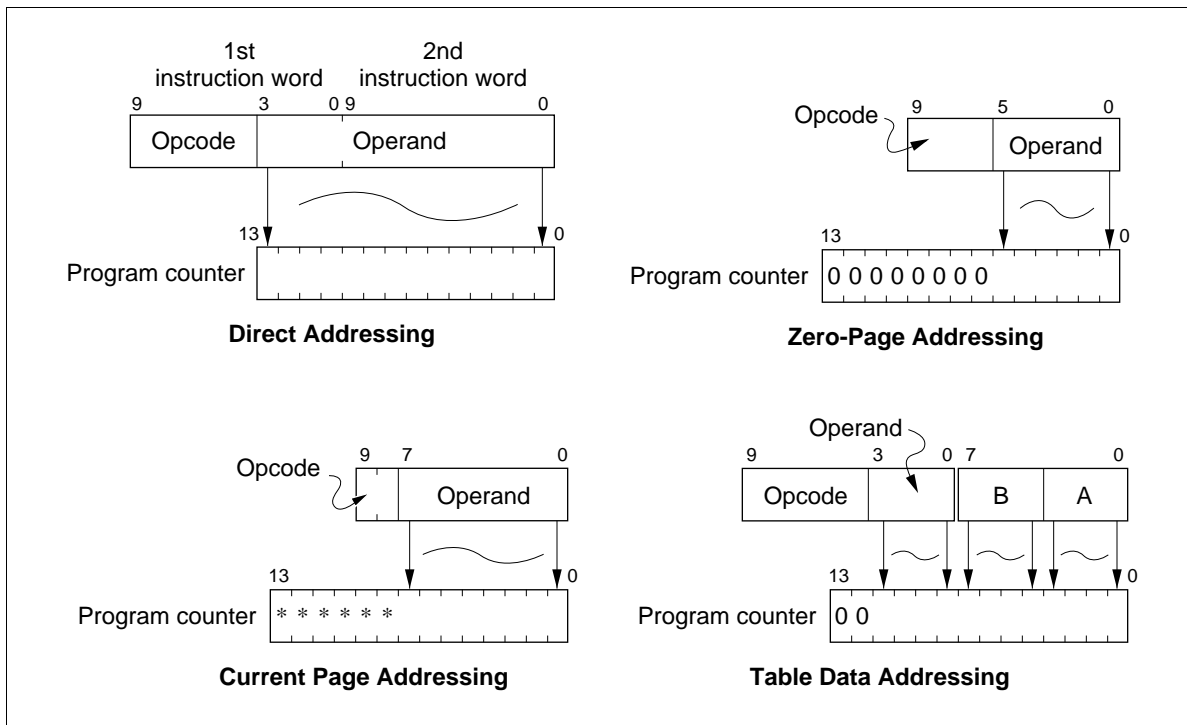 1st instruction word
2nd instruction word
9 3 0 9 0
Opcode Operand
13 0
Program counter
Direct Addressing
9 5 0
Opcode
Operand
13 0
Program counter 0 0 0 0 0 0 0 0
Zero-Page Addressing
9 7 0
Opcode
Operand
13 0
Program counter * * * * * *
Current Page Addressing
Operand
9 3 0 7 0
Opcode B A
13 0
Program counter 0 0
Table Data Addressing